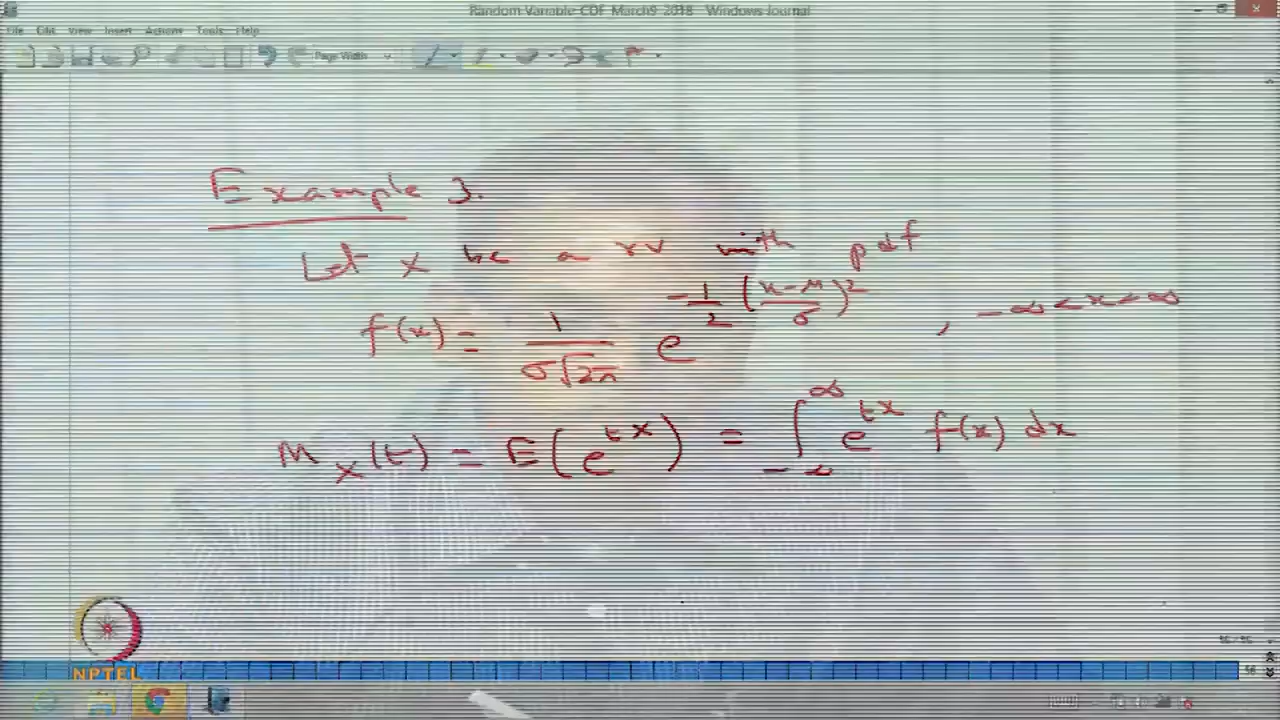 Random Variable CDF March9 2018 - Windows Journal
File Edit View Insert Actions Tools Help
Page Width
Example 3.
Let X be a rv with pdf
f(x) = 1/(σ√2π) e^{-1/2 ((x-μ)/σ)^2} , -∞ < x < ∞
M_X(t) = E(e^{tX}) = ∫_{-∞}^{∞} e^{tx} f(x) dx
NPTEL